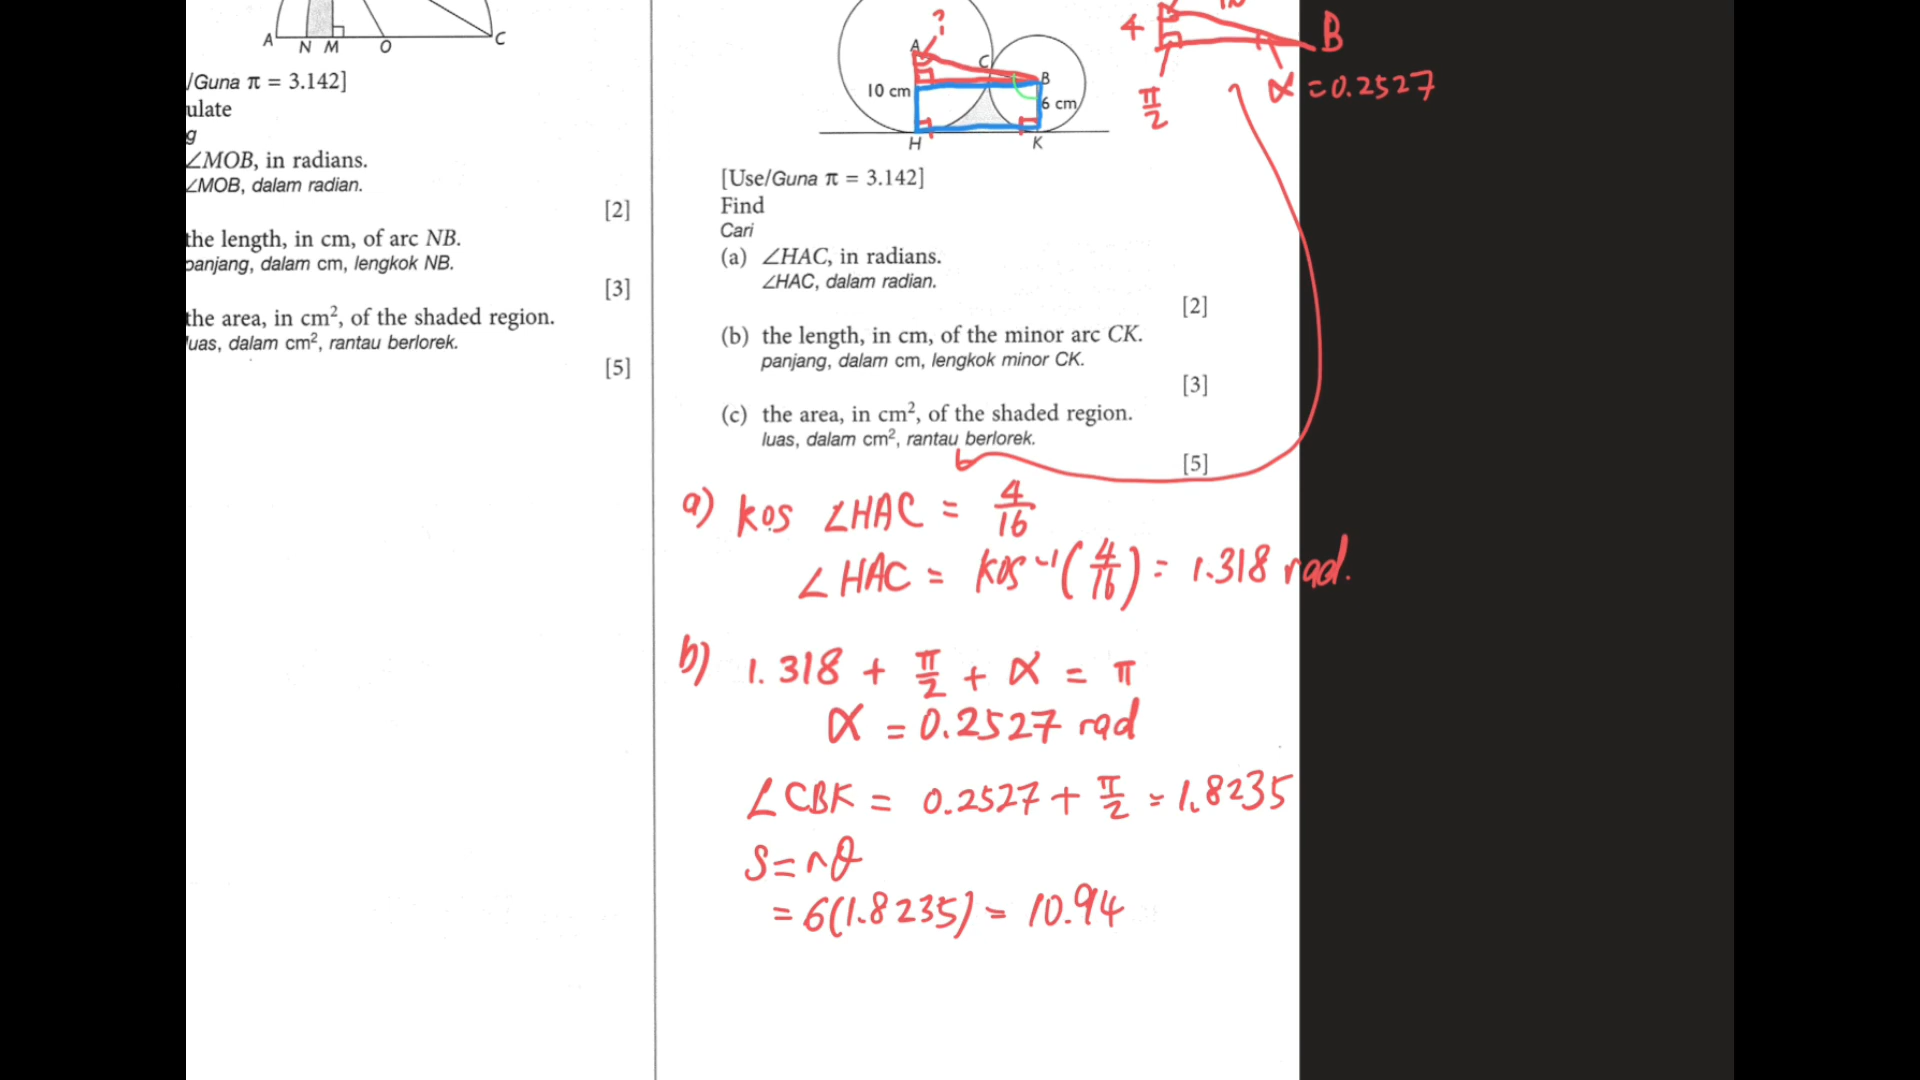 A N M O C
/Guna π = 3.142]
ulate
g
∠MOB, in radians.
∠MOB, dalam radian.
[2]
the length, in cm, of arc NB.
panjang, dalam cm, lengkok NB.
[3]
the area, in cm², of the shaded region.
luas, dalam cm², rantau berlorek.
[5]
?
A
C
B
10 cm
6 cm
H K
4
B
π/2
α = 0.2527
[Use/Guna π = 3.142]
Find
Cari
(a) ∠HAC, in radians.
∠HAC, dalam radian.
[2]
(b) the length, in cm, of the minor arc CK.
panjang, dalam cm, lengkok minor CK.
[3]
(c) the area, in cm², of the shaded region.
luas, dalam cm², rantau berlorek.
[5]
a) kos ∠HAC = 4/16
∠HAC = kos⁻¹(4/16) = 1.318 rad.
b) 1.318 + π/2 + α = π
α = 0.2527 rad
∠CBK = 0.2527 + π/2 = 1.8235
S = rθ
= 6(1.8235) = 10.94